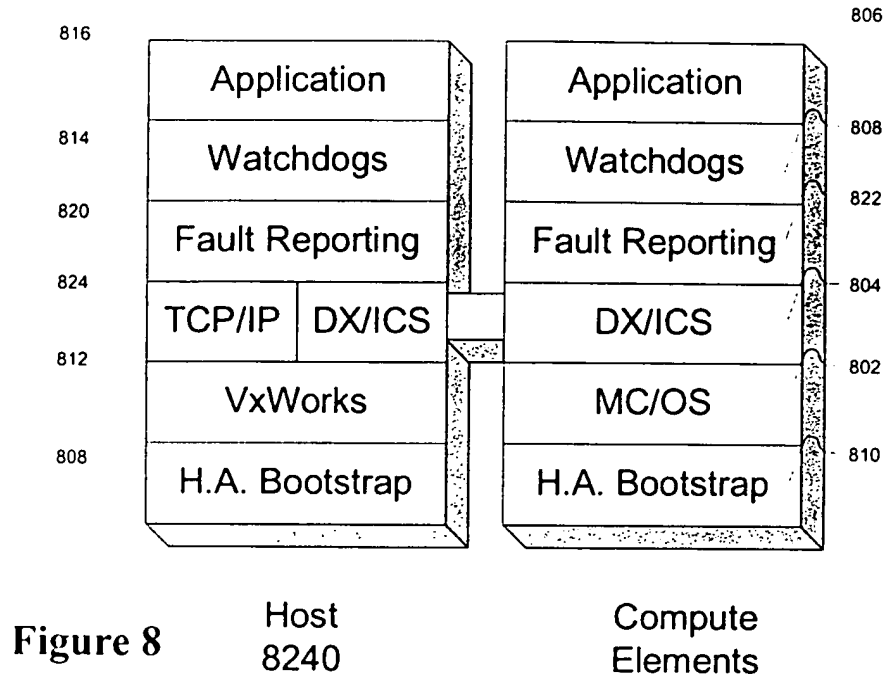 806
816
Application
Application
814
808
Watchdogs
Watchdogs
820
822
Fault Reporting
Fault Reporting
824
804
TCP/IP
DX/ICS
DX/ICS
812
802
VxWorks
MC/OS
808
810
H.A. Bootstrap
H.A. Bootstrap
Figure 8
Host
8240
Compute
Elements